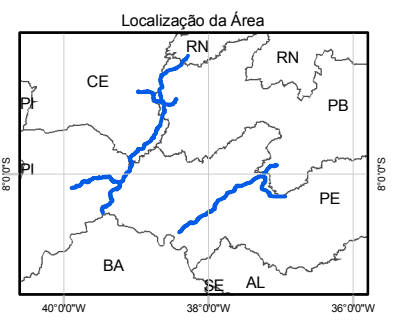 Localização da Área
RN
RN
CE
PI
PB
PI
8°0'0"S
8°0'0"S
PE
BA
SE
AL
40°0'0"W
38°0'0"W
36°0'0"W